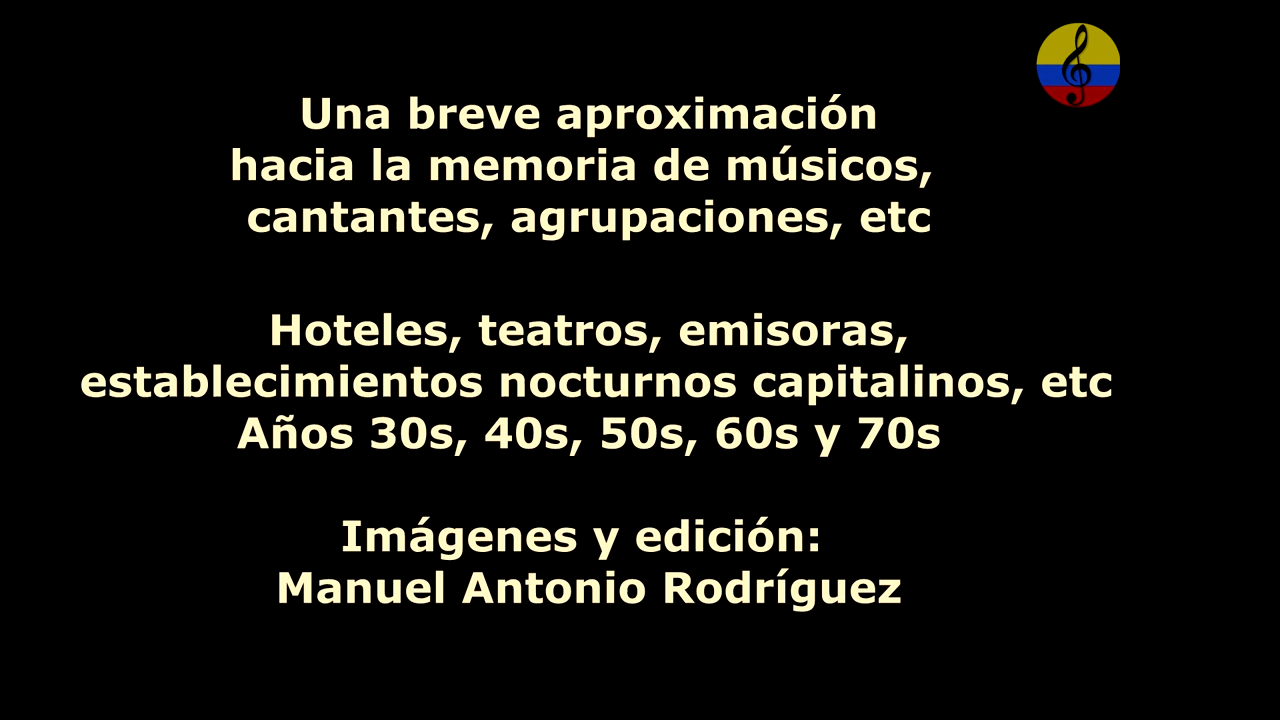 Una breve aproximación
hacia la memoria de músicos,
cantantes, agrupaciones, etc
Hoteles, teatros, emisoras,
establecimientos nocturnos capitalinos, etc
Años 30s, 40s, 50s, 60s y 70s
Imágenes y edición:
Manuel Antonio Rodríguez